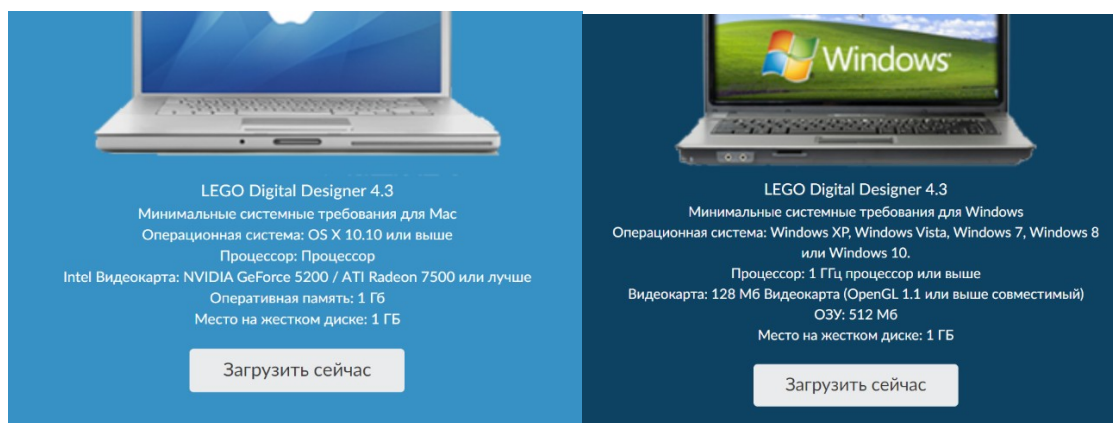 LEGO Digital Designer 4.3
Минимальные системные требования для Mac
Операционная система: OS X 10.10 или выше
Процессор: Процессор
Intel Видеокарта: NVIDIA GeForce 5200 / ATI Radeon 7500 или лучше
Оперативная память: 1 Гб
Место на жестком диске: 1 ГБ
Загрузить сейчас
Windows
LEGO Digital Designer 4.3
Минимальные системные требования для Windows
Операционная система: Windows XP, Windows Vista, Windows 7, Windows 8
или Windows 10.
Процессор: 1 ГГц процессор или выше
Видеокарта: 128 Мб Видеокарта (OpenGL 1.1 или выше совместимый)
ОЗУ: 512 Мб
Место на жестком диске: 1 ГБ
Загрузить сейчас